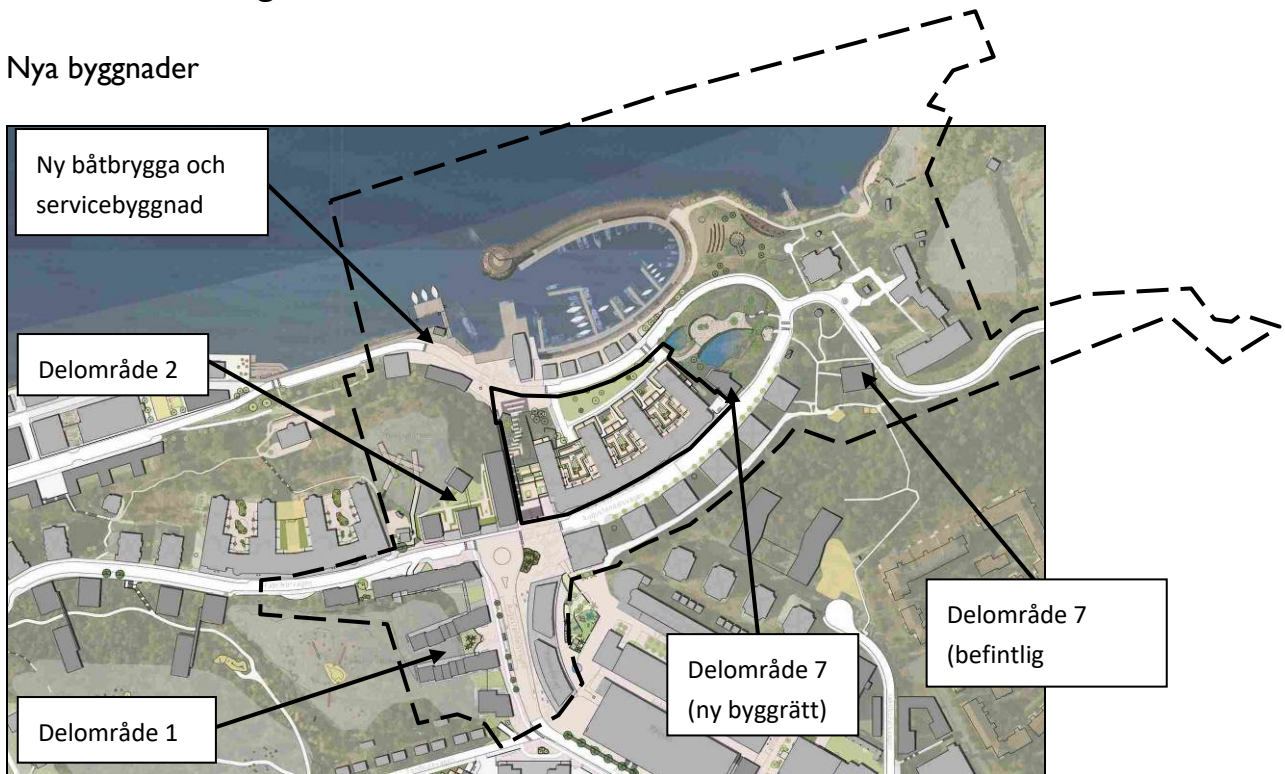 Nya byggnader
Ny båtbrygga och
servicebyggnad
Delområde 2
Delområde 1
Delområde 7
(ny byggrätt)
Delområde 7
(befintlig